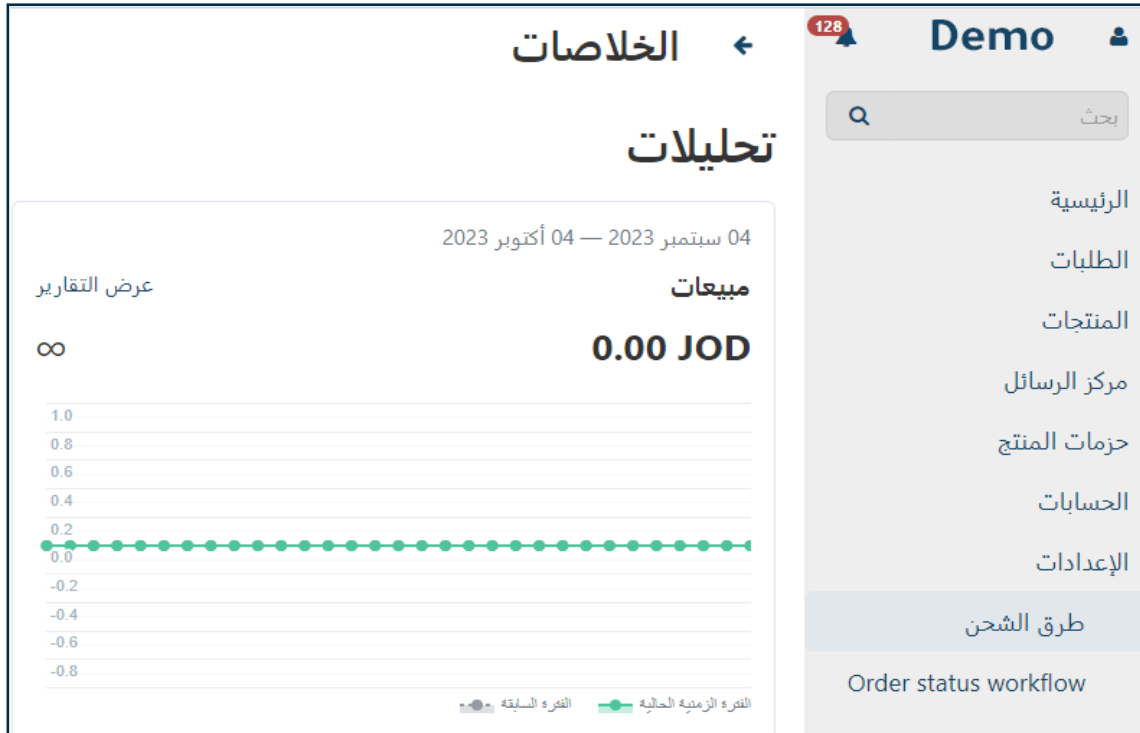 Demo
128
بحث
الرئيسية
الطلبات
المنتجات
مركز الرسائل
حزمات المنتج
الحسابات
الإعدادات
طرق الشحن
Order status workflow
الخلاصات
تحليلات
04 سبتمبر 2023 — 04 أكتوبر 2023
مبيعات
عرض التقارير
0.00 JOD
∞
1.0
0.8
0.6
0.4
0.2
0.0
-0.2
-0.4
-0.6
-0.8
الفترة الزمنية الحالية
الفترة السابقة